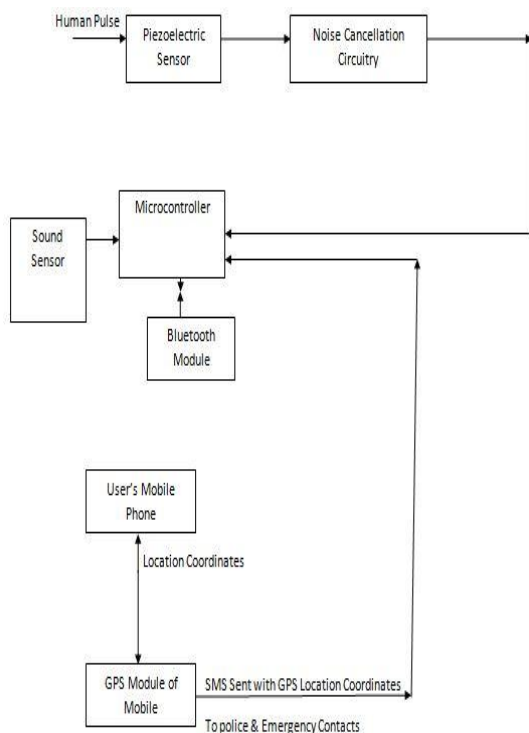 Human Pulse
Piezoelectric
Sensor
Noise Cancellation
Circuitry
Microcontroller
Sound
Sensor
Bluetooth
Module
User's Mobile
Phone
Location Coordinates
GPS Module of
Mobile
SMS Sent with GPS Location Coordinates
To police & Emergency Contacts